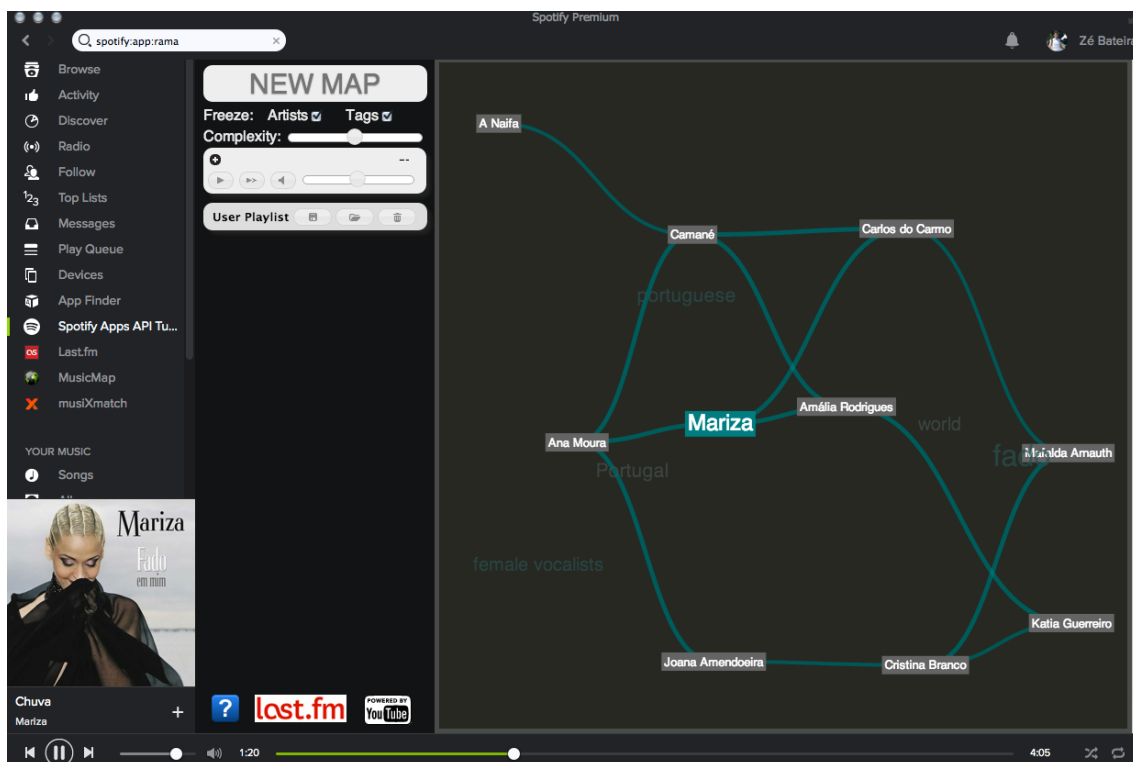 Spotify Premium
spotify:app:rama
Zé Bateira
Browse
Activity
Discover
Radio
Follow
Top Lists
Messages
Play Queue
Devices
App Finder
Spotify Apps API Tu...
Last.fm
MusicMap
musiXmatch
YOUR MUSIC
Songs
NEW MAP
Freeze: Artists Tags
Complexity:
--
User Playlist
A Naifa
Camané
Carlos do Carmo
portuguese
Mariza
Amália Rodrigues
world
Ana Moura
Portugal
fado
Arnauth
female vocalists
Katia Guerreiro
Joana Amendoeira
Cristina Branco
Mariza
Fado
em mim
Chuva
Mariza
?
last.fm
POWERED BY
YouTube
1:20
4:05